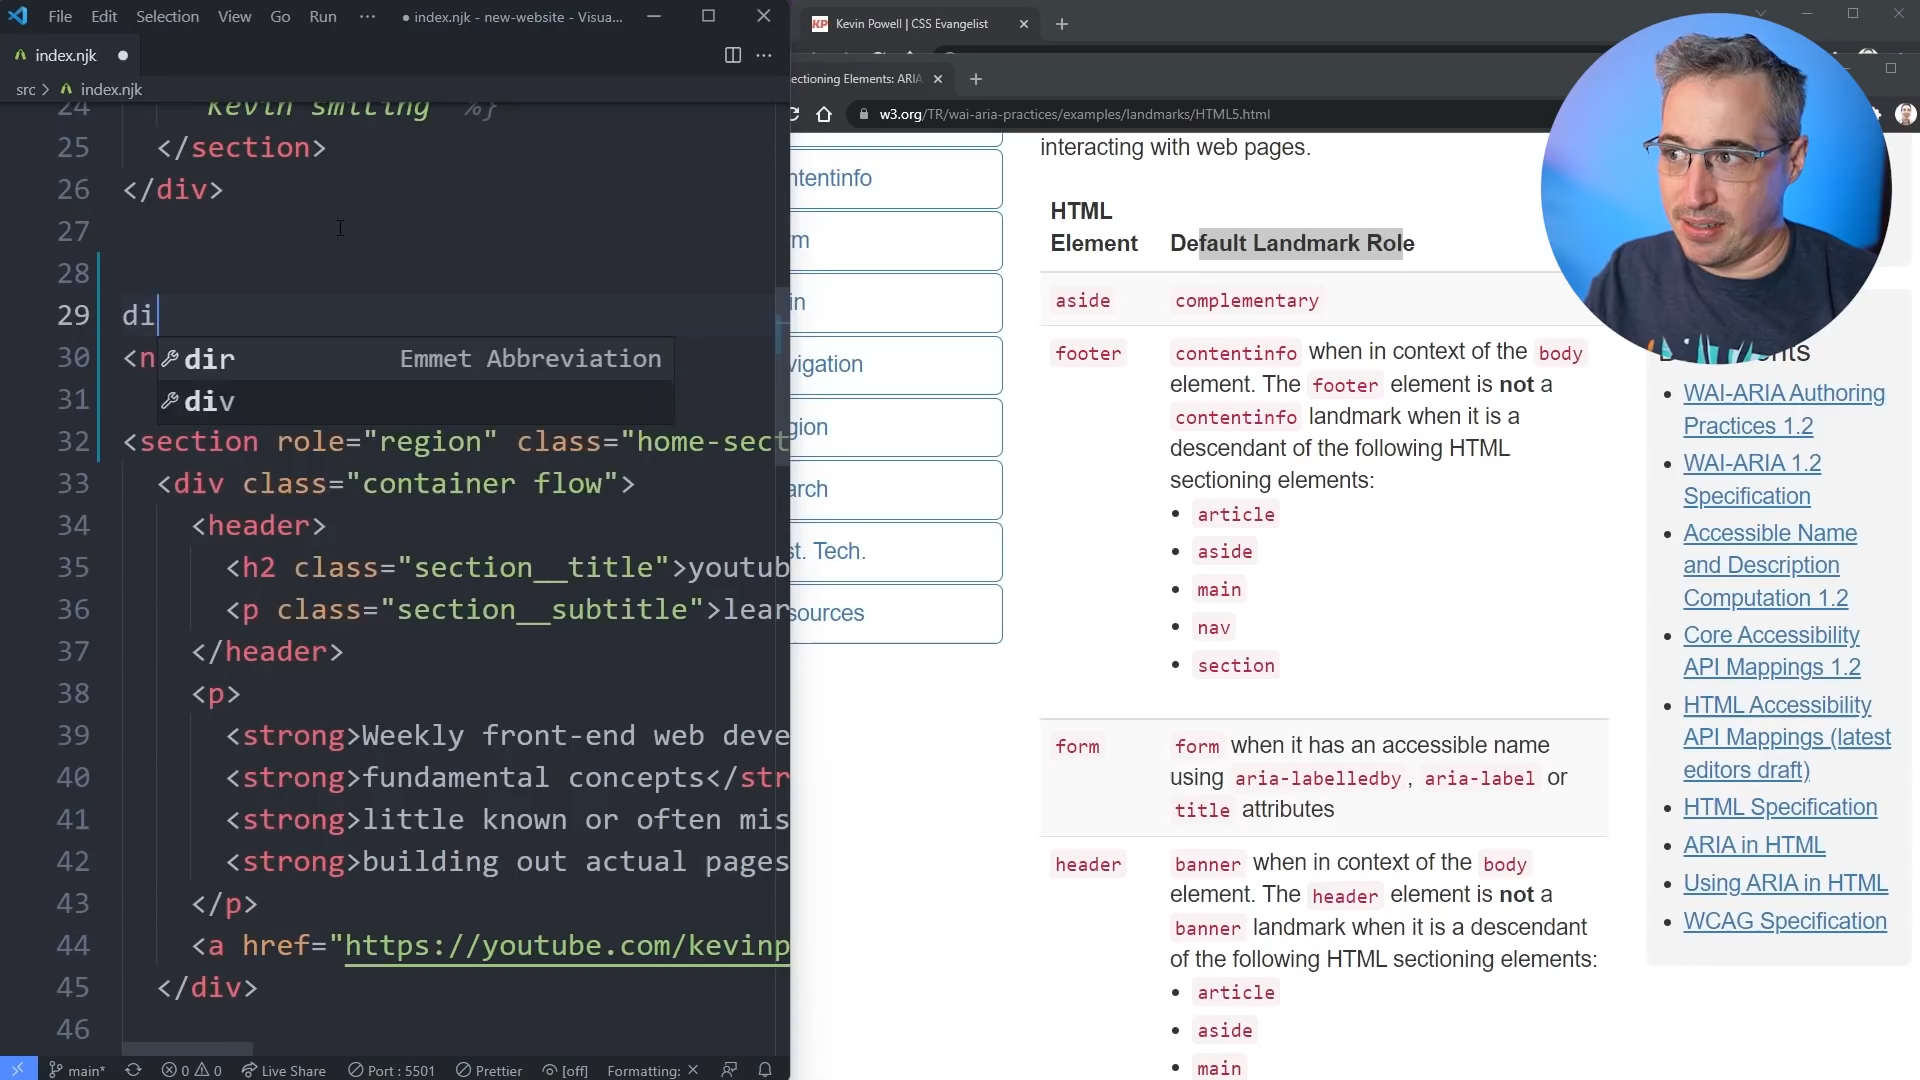 File Edit Selection View Go Run ··· ● index.njk - new-website - Visua...
index.njk
src > index.njk
24 Kevin smiling" %}
25 </section>
26 </div>
27
28
29 di
dir Emmet Abbreviation
div
30 <n
31
32 <section role="region" class="home-sect
33 <div class="container flow">
34 <header>
35 <h2 class="section__title">youtub
36 <p class="section__subtitle">lear
37 </header>
38 <p>
39 <strong>Weekly front-end web deve
40 <strong>fundamental concepts</str
41 <strong>little known or often mis
42 <strong>building out actual pages
43 </p>
44 <a href="https://youtube.com/kevinp
45 </div>
46
main* 0 0 Live Share Port : 5501 Prettier [off] Formatting: ✕
KP Kevin Powell | CSS Evangelist
ectioning Elements: ARIA
w3.org/TR/wai-aria-practices/examples/landmarks/HTML5.html
ntentinfo
rm
in
vigation
gion
arch
st. Tech.
sources
interacting with web pages.
HTML
Element Default Landmark Role
aside complementary
footer contentinfo when in context of the body
element. The footer element is not a
contentinfo landmark when it is a
descendant of the following HTML
sectioning elements:
• article
• aside
• main
• nav
• section
form form when it has an accessible name
using aria-labelledby, aria-label or
title attributes
header banner when in context of the body
element. The header element is not a
banner landmark when it is a descendant
of the following HTML sectioning elements:
• article
• aside
• main
• WAI-ARIA Authoring
Practices 1.2
• WAI-ARIA 1.2
Specification
• Accessible Name
and Description
Computation 1.2
• Core Accessibility
API Mappings 1.2
• HTML Accessibility
API Mappings (latest
editors draft)
• HTML Specification
• ARIA in HTML
• Using ARIA in HTML
• WCAG Specification